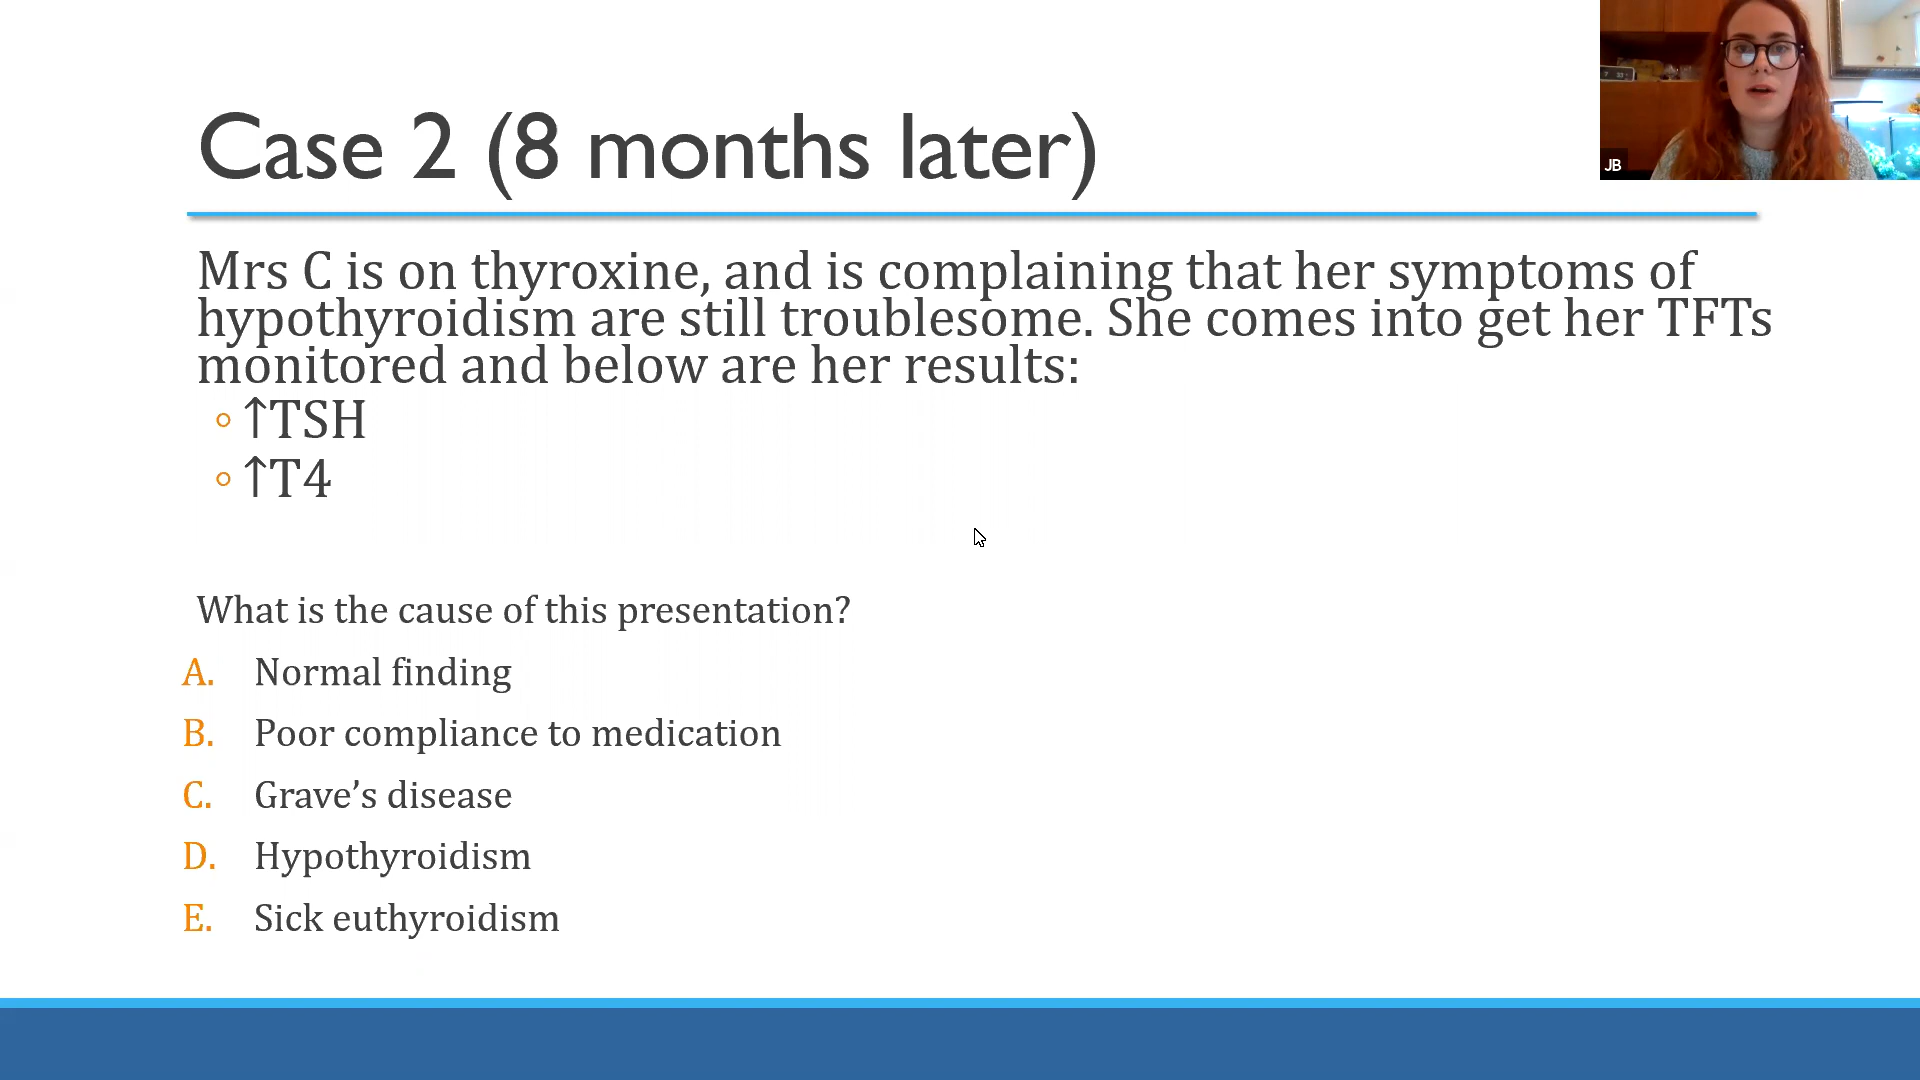 Case 2 (8 months later)
JB
Mrs C is on thyroxine, and is complaining that her symptoms of
hypothyroidism are still troublesome. She comes into get her TFTs
monitored and below are her results:
◦ ↑TSH
◦ ↑T4
What is the cause of this presentation?
A. Normal finding
B. Poor compliance to medication
C. Grave’s disease
D. Hypothyroidism
E. Sick euthyroidism